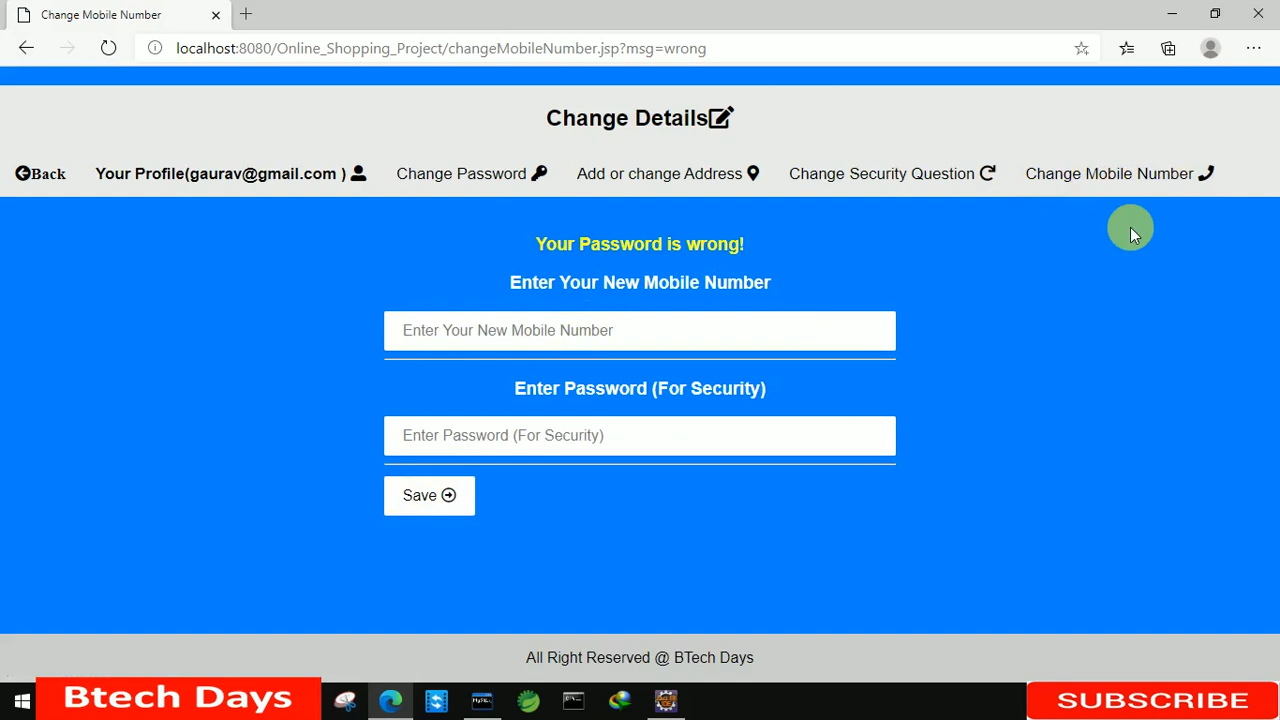 Change Mobile Number
localhost:8080/Online_Shopping_Project/changeMobileNumber.jsp?msg=wrong
Change Details
Back Your Profile(gaurav@gmail.com ) Change Password Add or change Address Change Security Question Change Mobile Number
Your Password is wrong!
Enter Your New Mobile Number
Enter Your New Mobile Number
Enter Password (For Security)
Enter Password (For Security)
Save
All Right Reserved @ BTech Days
Btech Days SUBSCRIBE